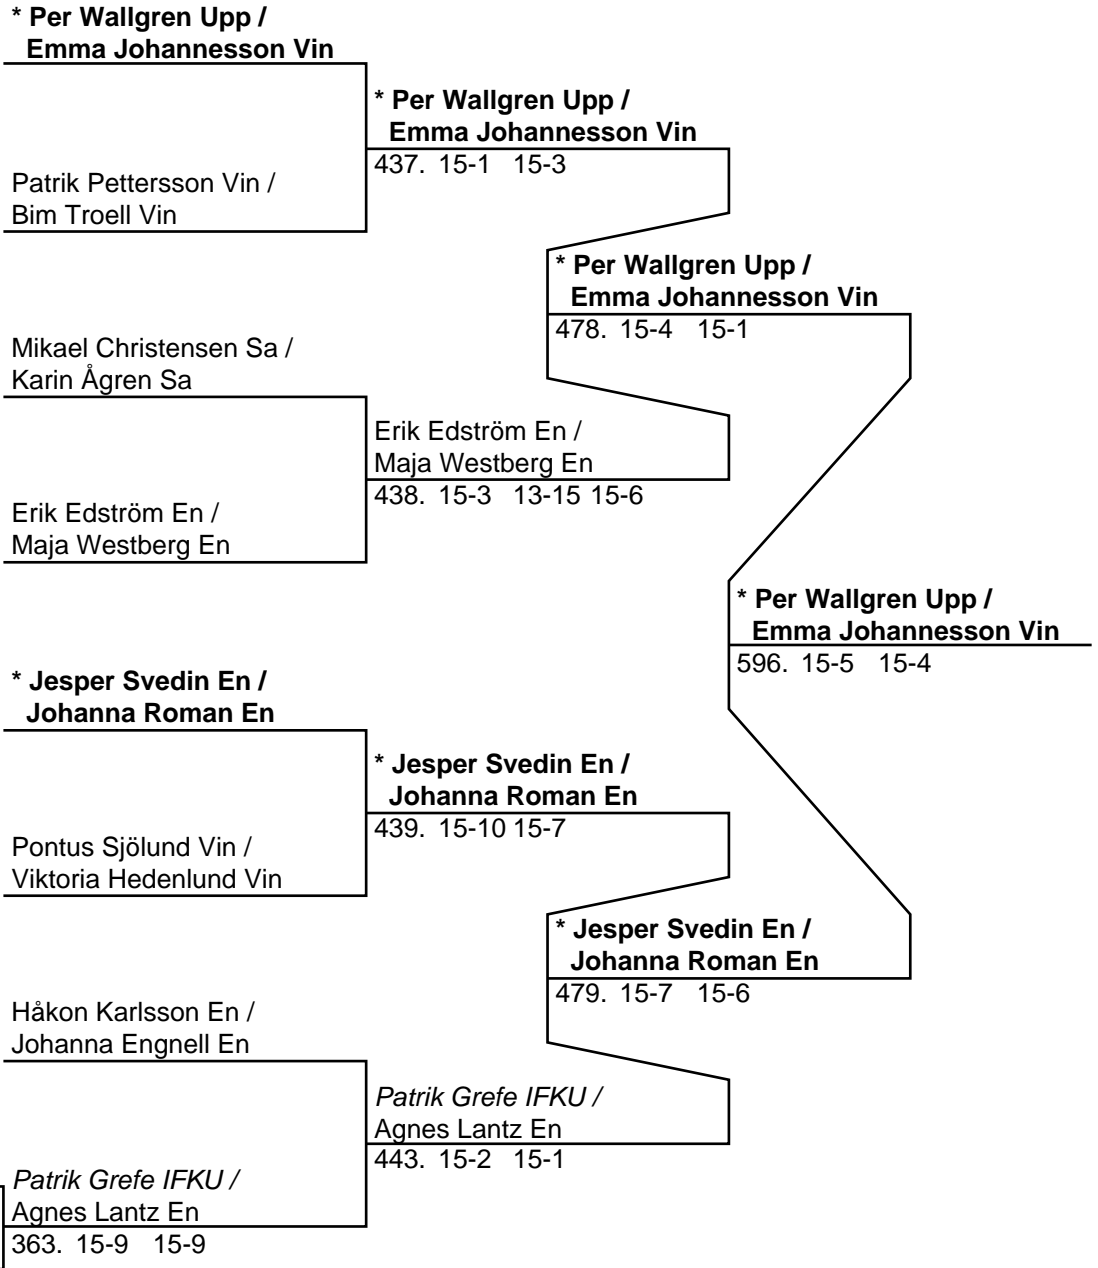 * Per Wallgren Upp /
Emma Johannesson Vin
* Per Wallgren Upp /
Emma Johannesson Vin
437. 15-1 15-3
Patrik Pettersson Vin /
Bim Troell Vin
* Per Wallgren Upp /
Emma Johannesson Vin
478. 15-4 15-1
Mikael Christensen Sa /
Karin Ågren Sa
Erik Edström En /
Maja Westberg En
438. 15-3 13-15 15-6
Erik Edström En /
Maja Westberg En
* Per Wallgren Upp /
Emma Johannesson Vin
596. 15-5 15-4
* Jesper Svedin En /
Johanna Roman En
* Jesper Svedin En /
Johanna Roman En
439. 15-10 15-7
Pontus Sjölund Vin /
Viktoria Hedenlund Vin
* Jesper Svedin En /
Johanna Roman En
479. 15-7 15-6
Håkon Karlsson En /
Johanna Engnell En
Patrik Grefe IFKU /
Agnes Lantz En
443. 15-2 15-1
Patrik Grefe IFKU /
Agnes Lantz En
363. 15-9 15-9